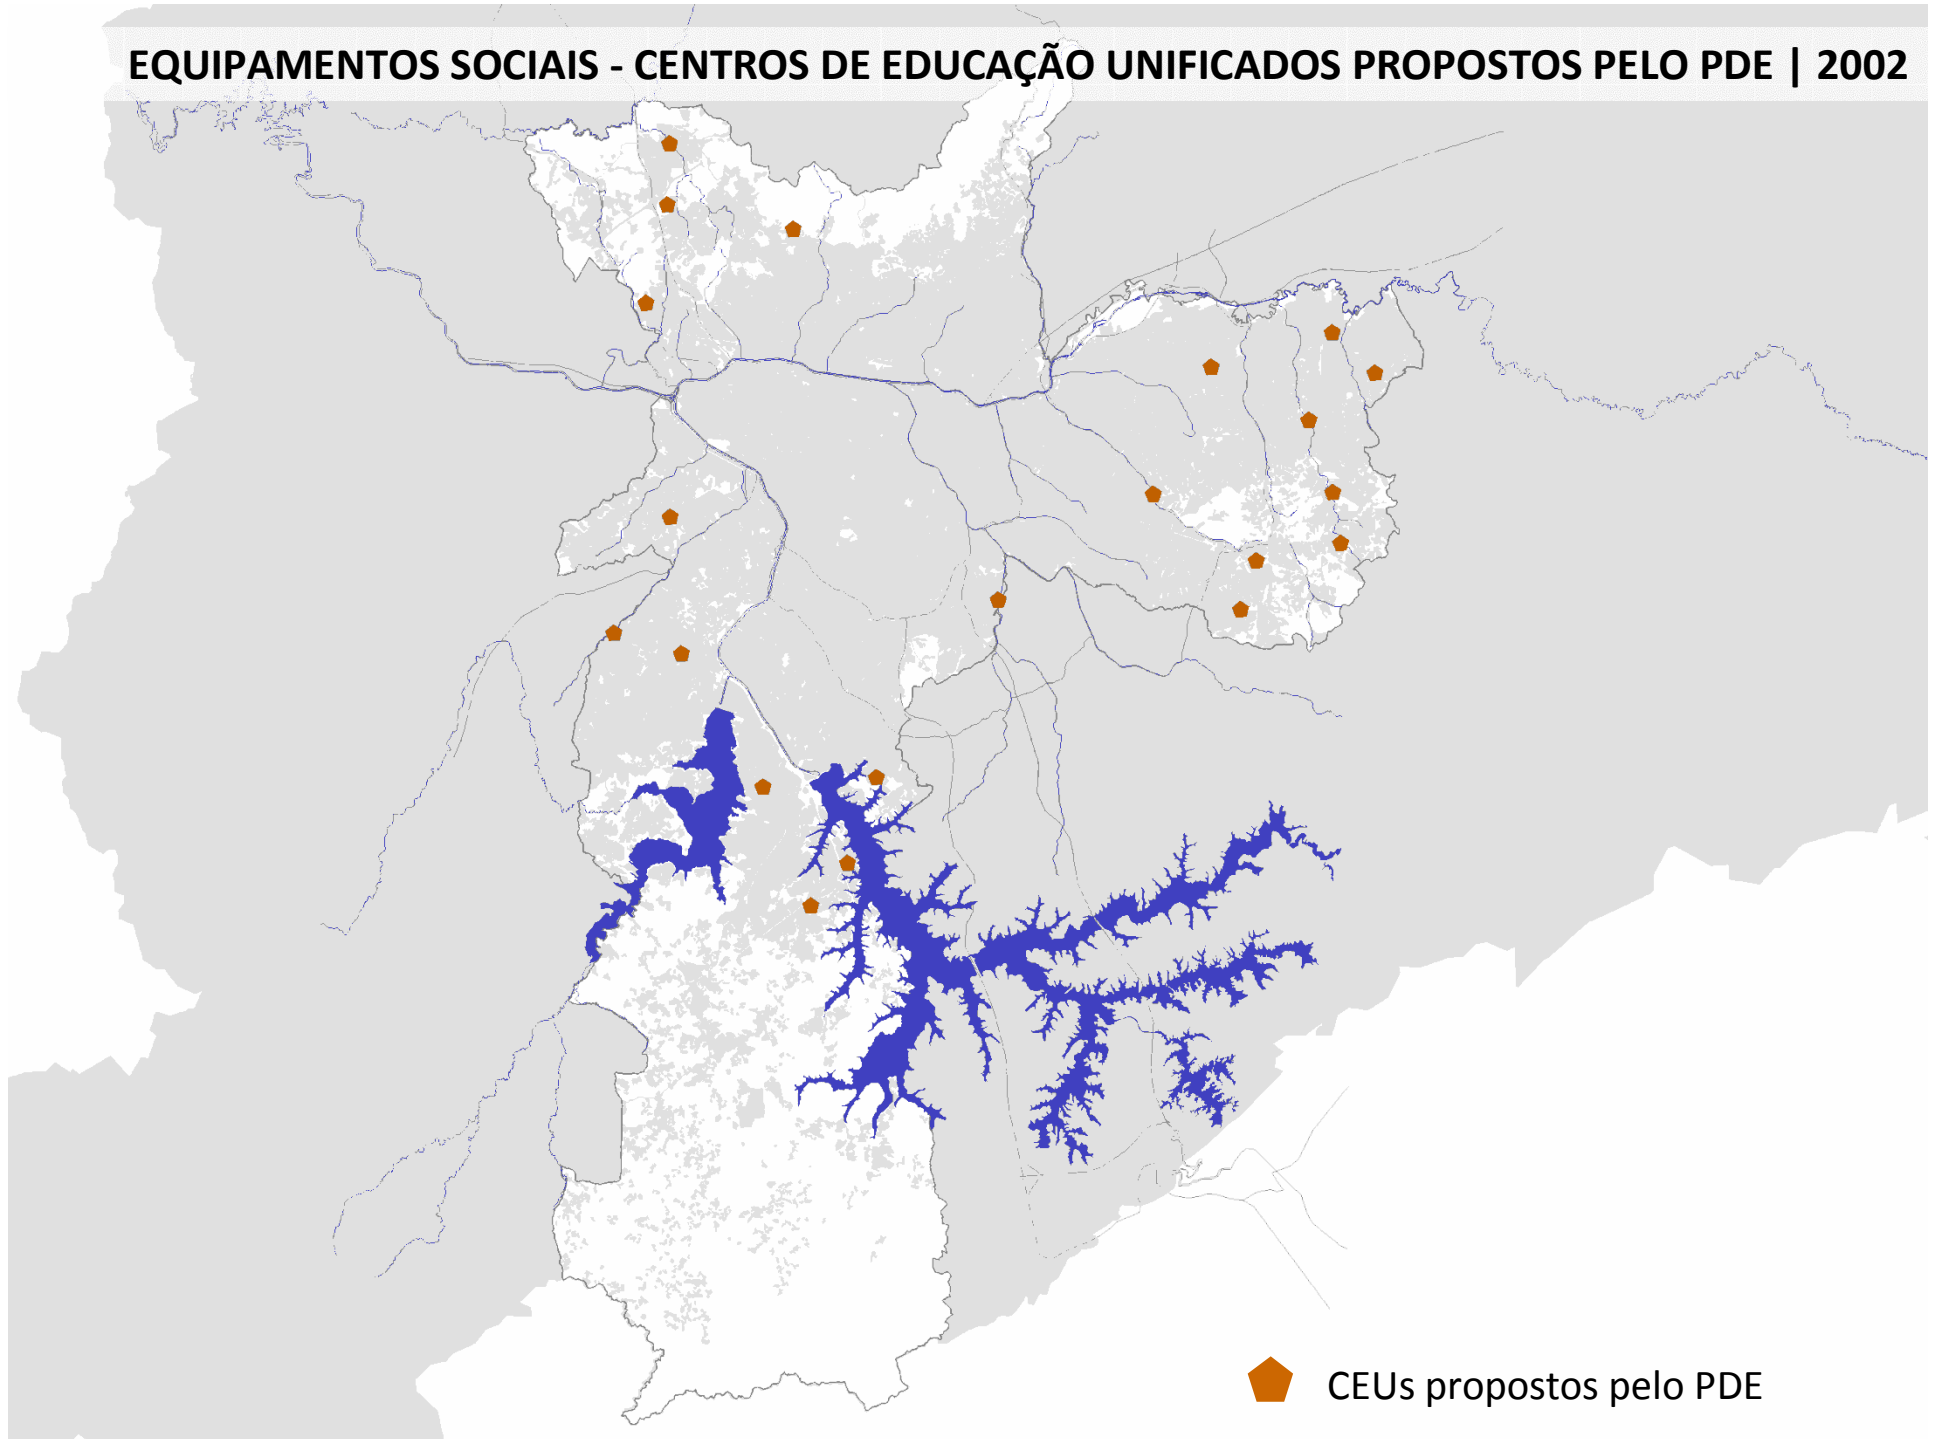 EQUIPAMENTOS SOCIAIS - CENTROS DE EDUCAÇÃO UNIFICADOS PROPOSTOS PELO PDE | 2002
CEUs propostos pelo PDE